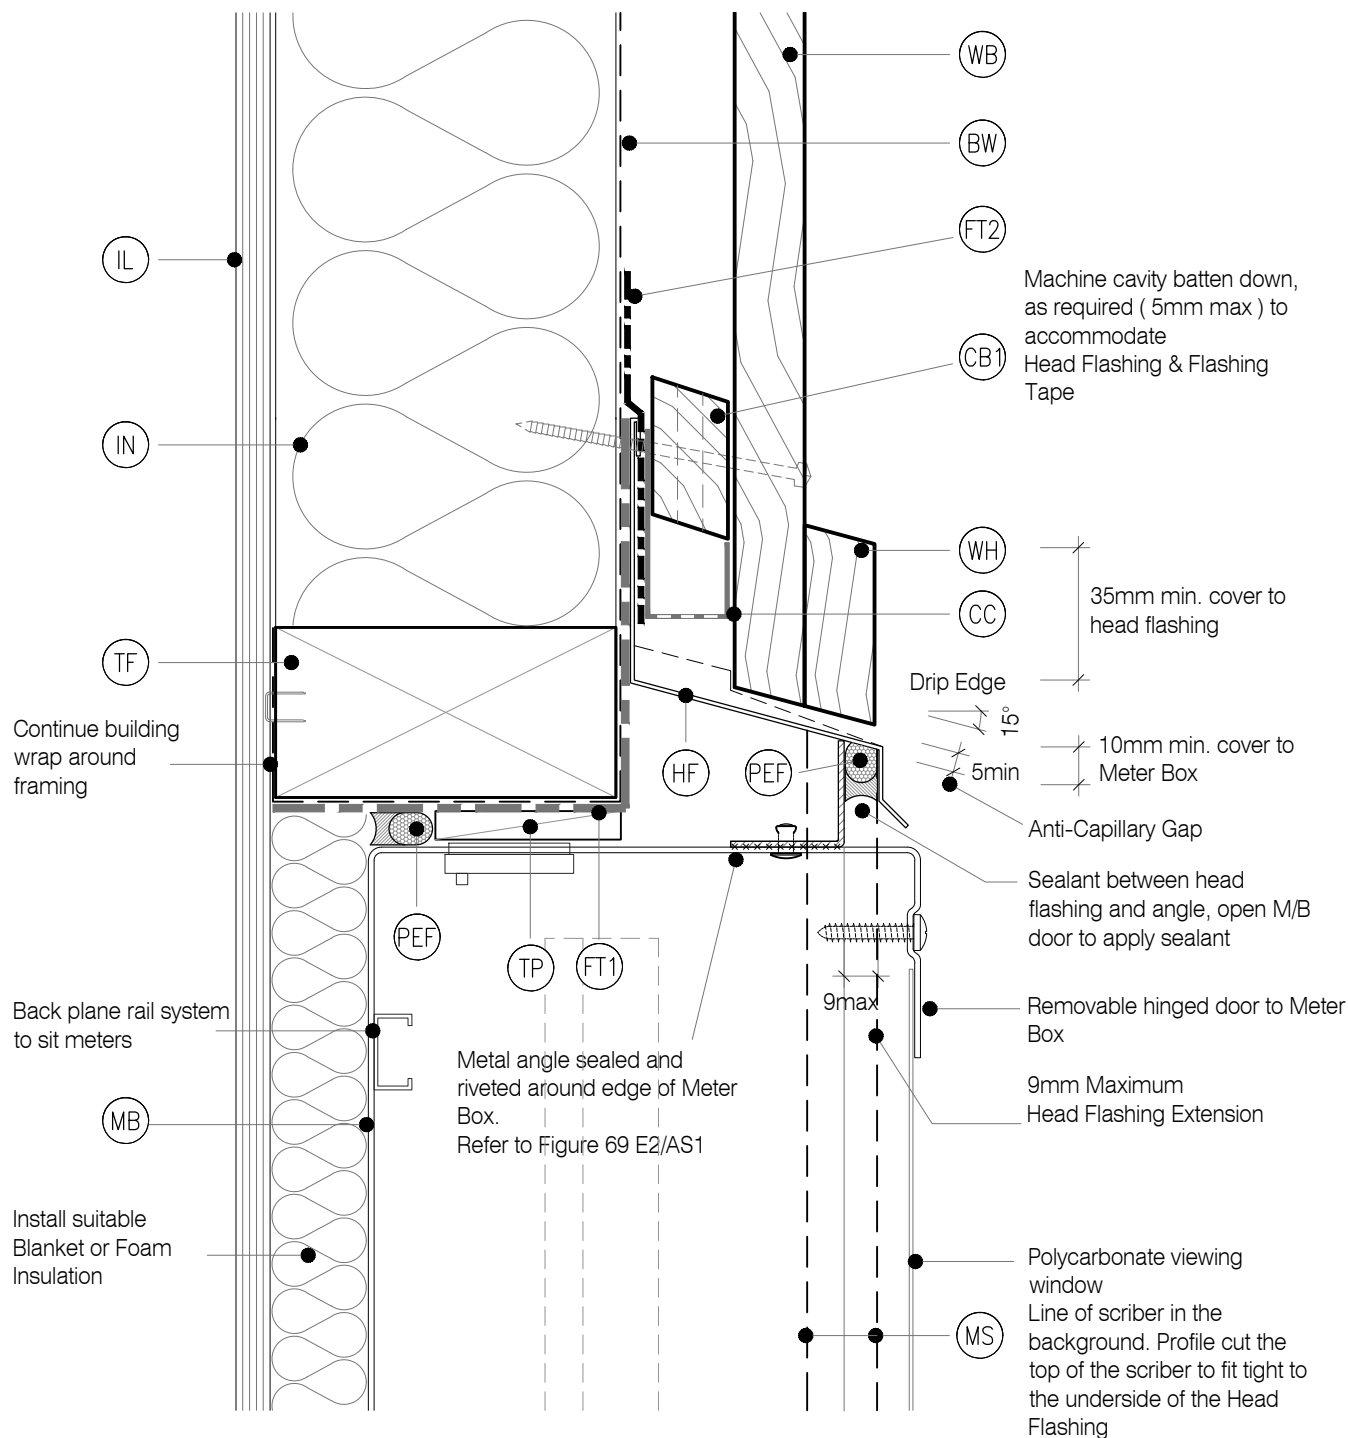 WB
BW
FT2
IL
Machine cavity batten down,
as required ( 5mm max ) to
accommodate
Head Flashing & Flashing
Tape
CB1
IN
WH
35mm min. cover to
head flashing
CC
TF
Drip Edge
15°
Continue building
wrap around
framing
HF
PEF
5min
10mm min. cover to
Meter Box
Anti-Capillary Gap
Sealant between head
flashing and angle, open M/B
door to apply sealant
PEF
TP
FT1
9max
Back plane rail system
to sit meters
Removable hinged door to Meter
Box
Metal angle sealed and
riveted around edge of Meter
Box.
Refer to Figure 69 E2/AS1
9mm Maximum
Head Flashing Extension
MB
Install suitable
Blanket or Foam
Insulation
Polycarbonate viewing
window
MS
Line of scriber in the
background. Profile cut the
top of the scriber to fit tight to
the underside of the Head
Flashing